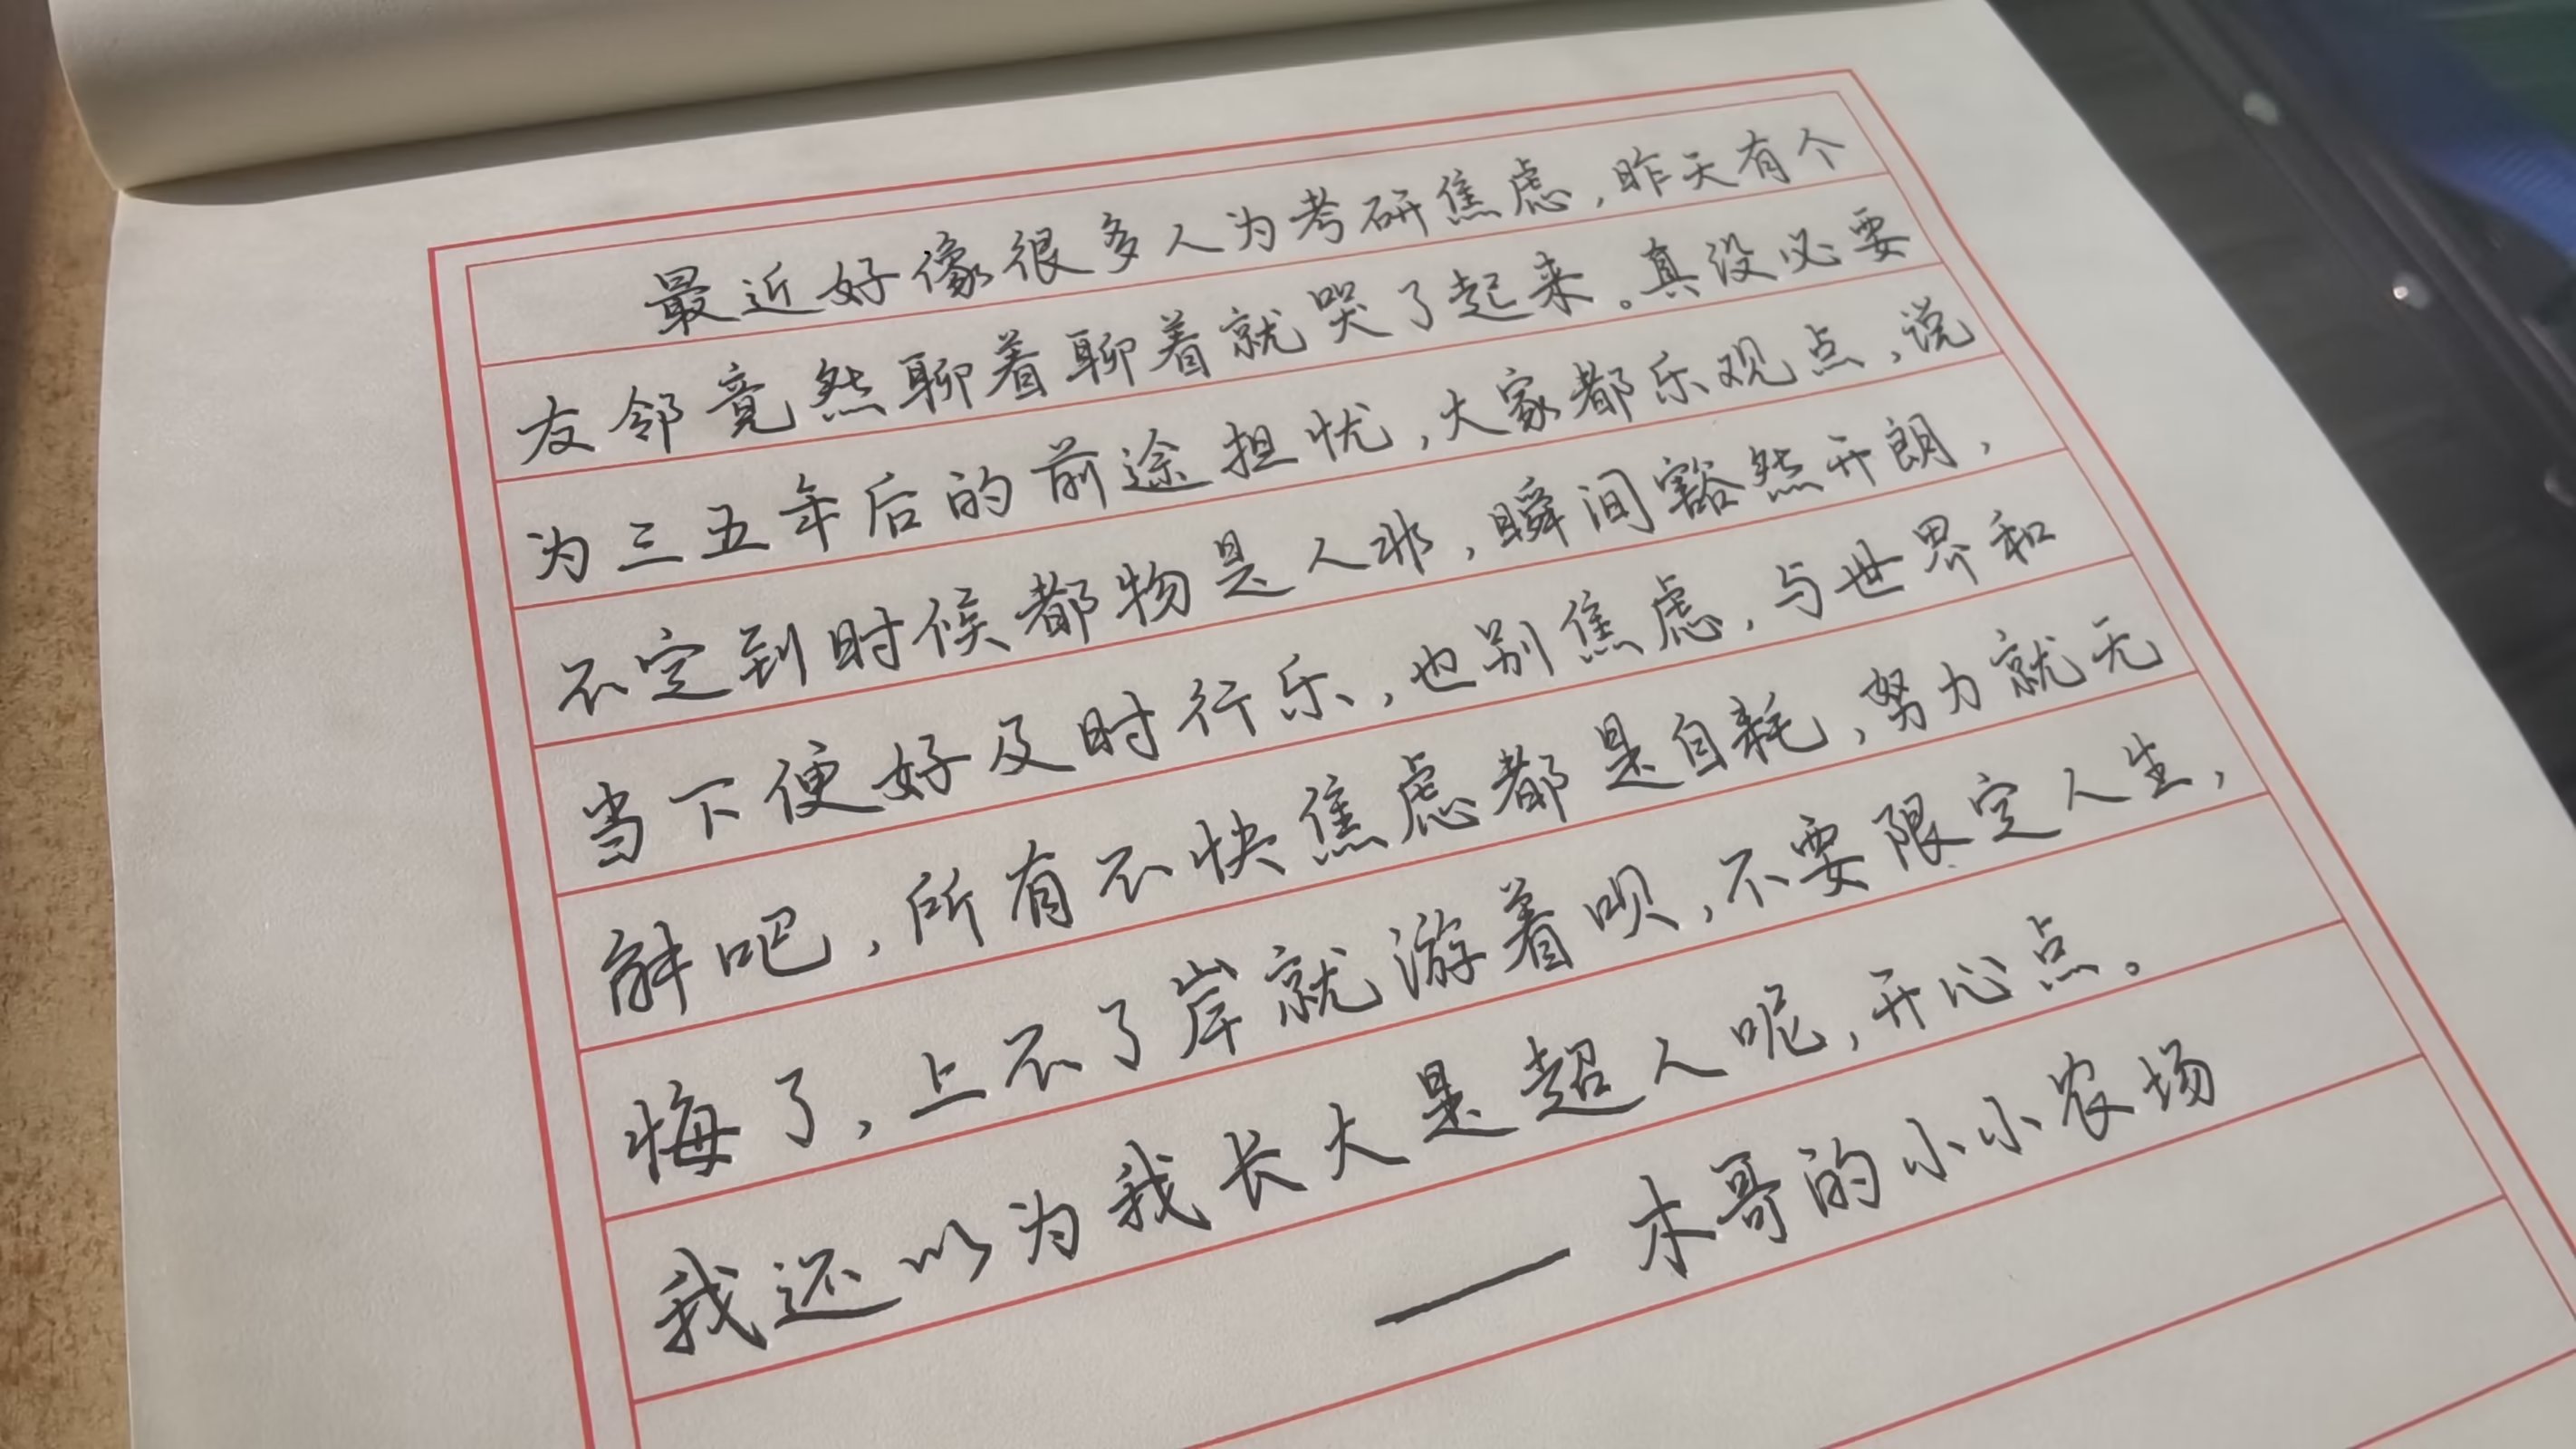 最近好像很多人为考研焦虑，昨天有个
友邻竟然聊着聊着就哭了起来。真没必要
为三五年后的前途担忧，大家都乐观点，说
不定到时候都物是人非，瞬间豁然开朗，
当下便好及时行乐，也别焦虑，与世界和
解吧，所有不快焦虑都是自耗，努力就无
悔了，上不了岸就游着呗，不要限定人生，
我还以为我长大是超人呢，开心点。
—— 木哥的小小农场